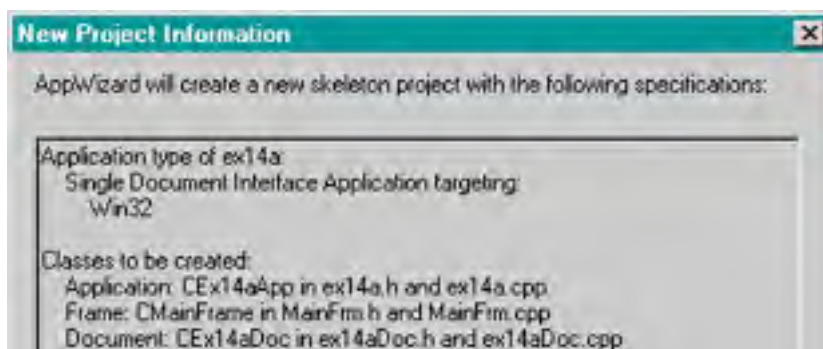 New Project Information
AppWizard will create a new skeleton project with the following specifications:
Application type of ex14a:
Single Document Interface Application targeting:
Win32
Classes to be created:
Application: CEx14aApp in ex14a.h and ex14a.cpp
Frame: CMainFrame in MainFrm.h and MainFrm.cpp
Document: CEx14aDoc in ex14aDoc.h and ex14aDoc.cpp